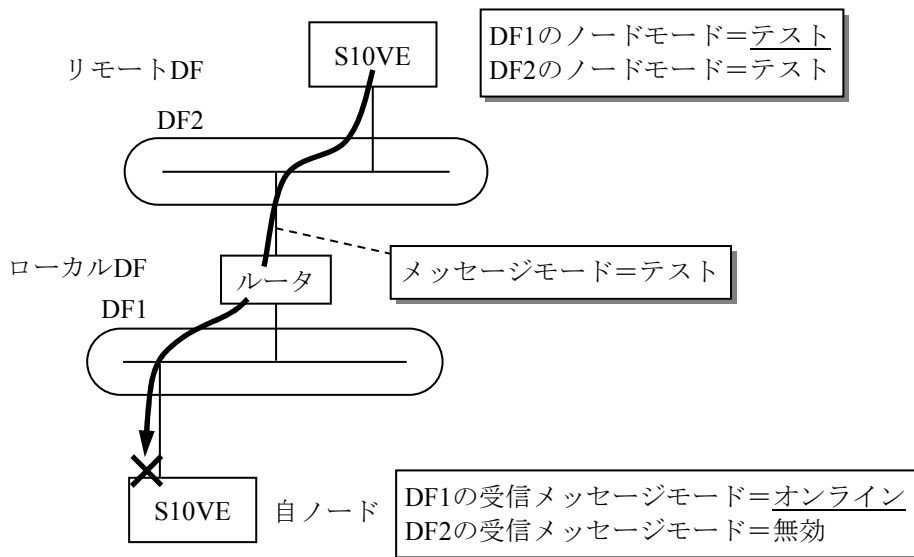 S10VE
DF1のノードモード＝テスト
DF2のノードモード＝テスト
リモートDF
DF2
メッセージモード＝テスト
ローカルDF
ルータ
DF1
S10VE
自ノード
DF1の受信メッセージモード＝オンライン
DF2の受信メッセージモード＝無効